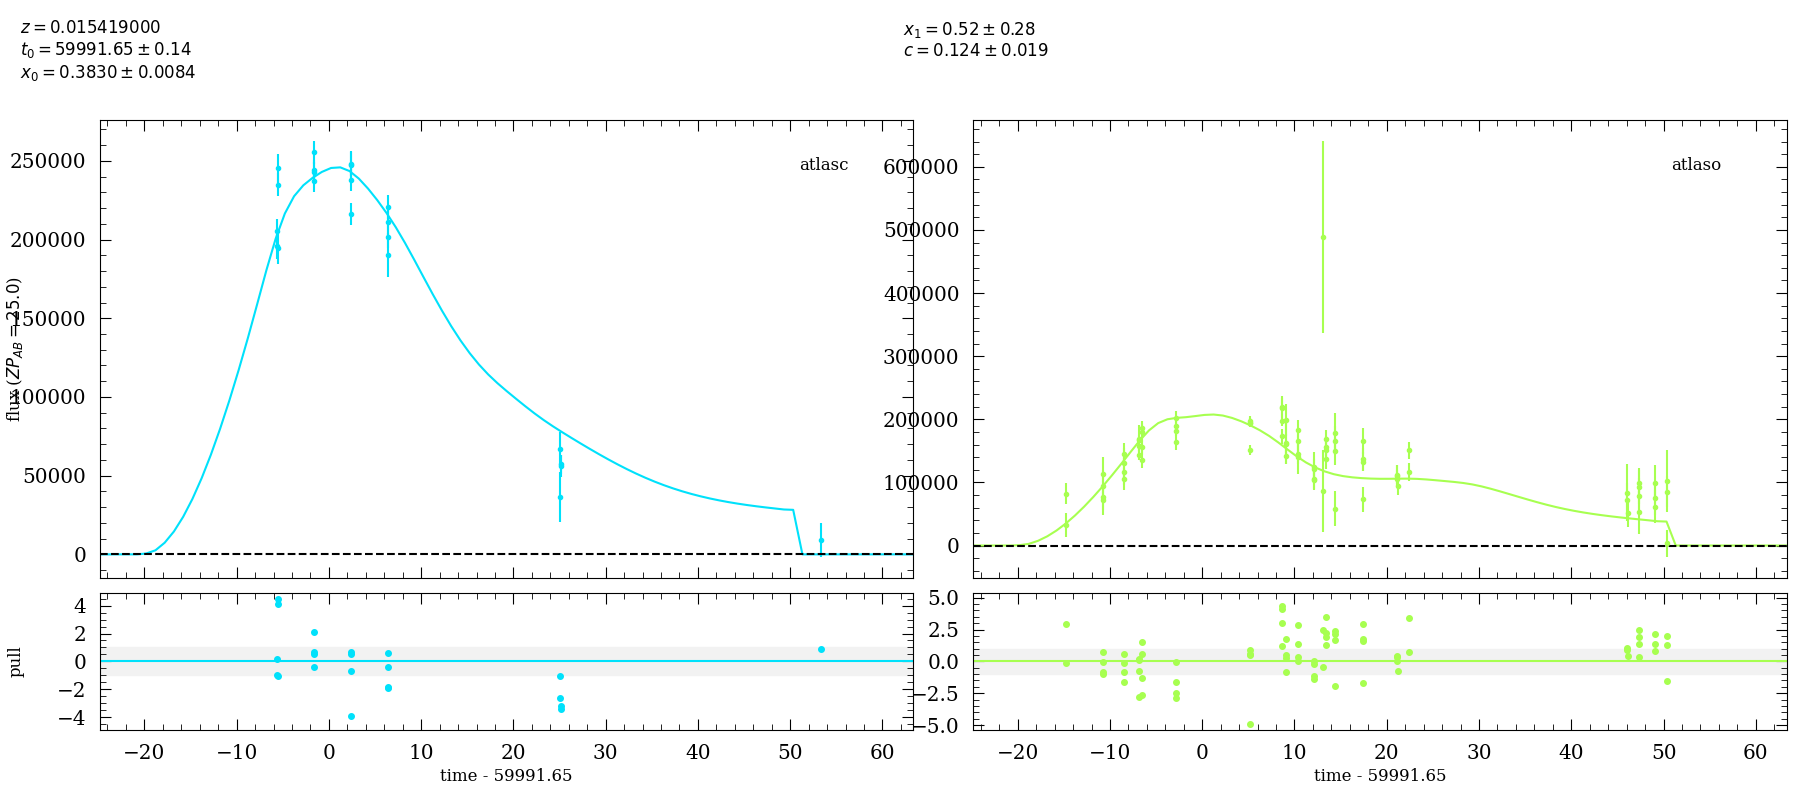 z = 0.015419000
t₀ = 59991.65 ± 0.14
x₀ = 0.3830 ± 0.0084
x₁ = 0.52 ± 0.28
c = 0.124 ± 0.019
atlasc
250000
200000
150000
100000
50000
0
flux (ZP_AB = 25.0)
atlaso
600000
500000
400000
300000
200000
100000
0
4
2
0
−2
−4
pull
−20 −10 0 10 20 30 40 50 60
time - 59991.65
5.0
2.5
0.0
−2.5
−5.0
−20 −10 0 10 20 30 40 50 60
time - 59991.65